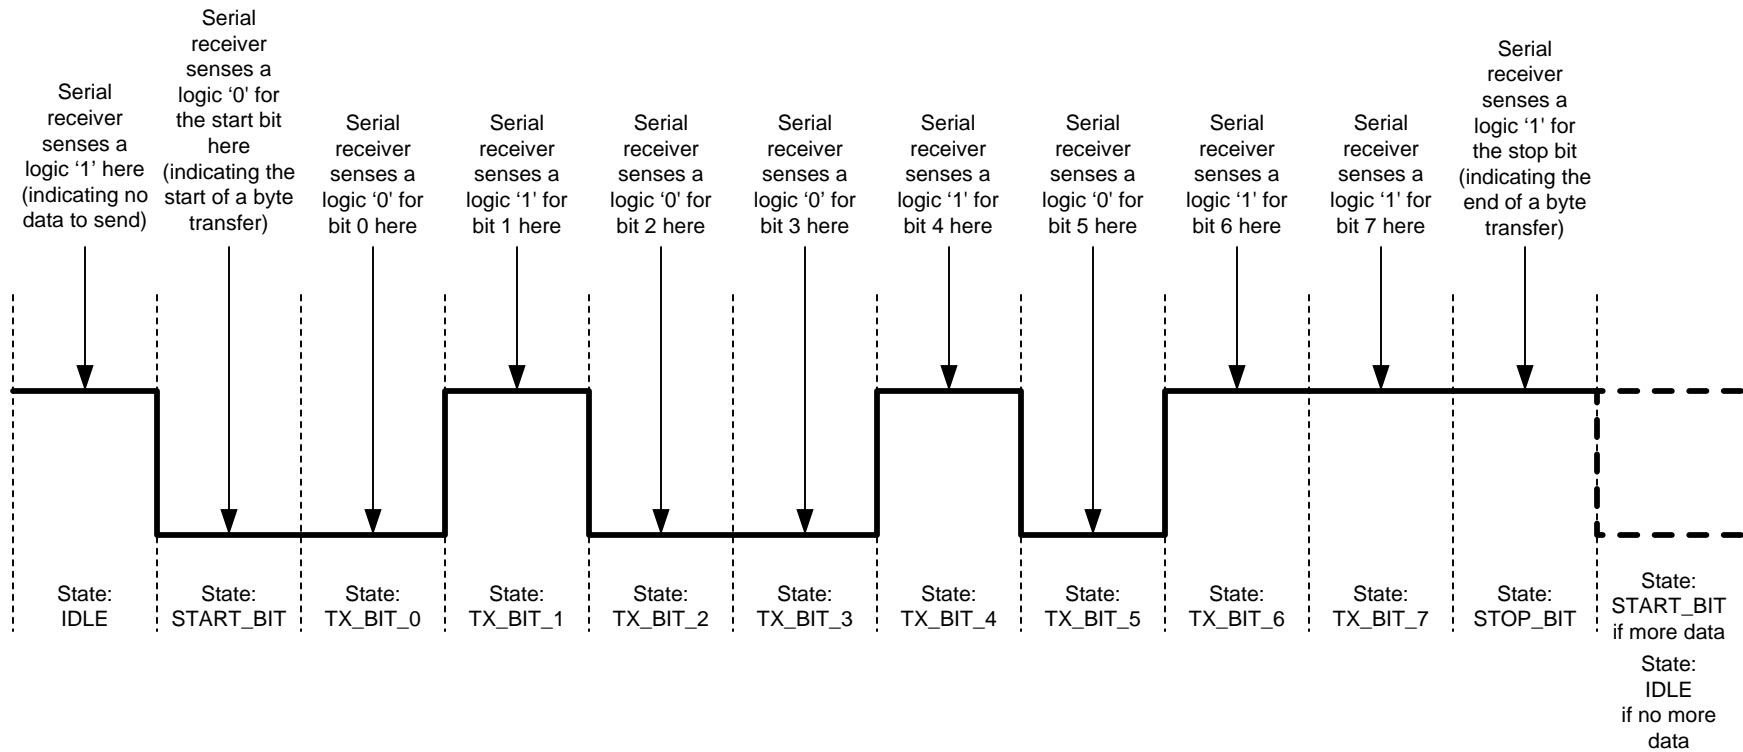 Serial
receiver
senses a
logic ‘1’ here
(indicating no
data to send)
Serial
receiver
senses a
logic ‘0’ for
the start bit
here
(indicating the
start of a byte
transfer)
Serial
receiver
senses a
logic ‘0’ for
bit 0 here
Serial
receiver
senses a
logic ‘1’ for
bit 1 here
Serial
receiver
senses a
logic ‘0’ for
bit 2 here
Serial
receiver
senses a
logic ‘0’ for
bit 3 here
Serial
receiver
senses a
logic ‘1’ for
bit 4 here
Serial
receiver
senses a
logic ‘0’ for
bit 5 here
Serial
receiver
senses a
logic ‘1’ for
bit 6 here
Serial
receiver
senses a
logic ‘1’ for
bit 7 here
Serial
receiver
senses a
logic ‘1’ for
the stop bit
(indicating the
end of a byte
transfer)
State:
IDLE
State:
START_BIT
State:
TX_BIT_0
State:
TX_BIT_1
State:
TX_BIT_2
State:
TX_BIT_3
State:
TX_BIT_4
State:
TX_BIT_5
State:
TX_BIT_6
State:
TX_BIT_7
State:
STOP_BIT
State:
START_BIT
if more data
State:
IDLE
if no more
data